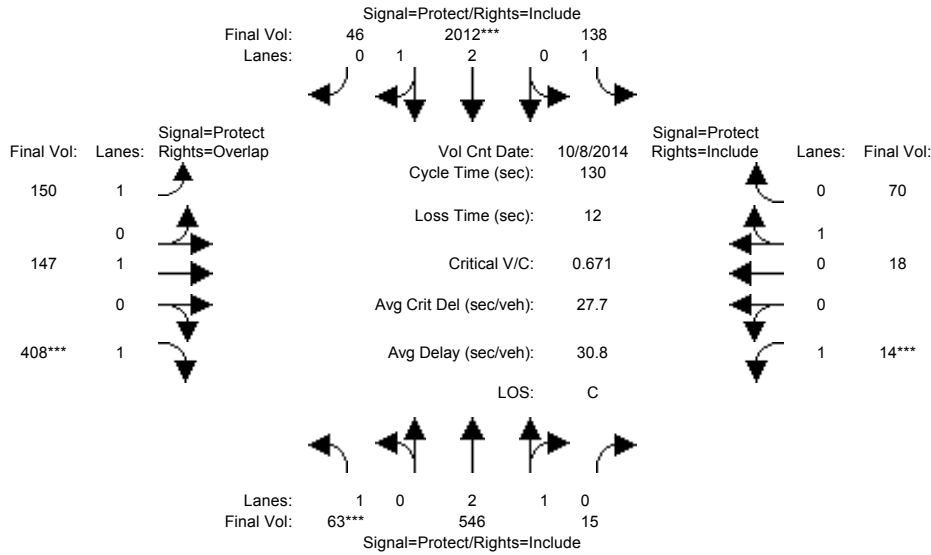 Signal=Protect/Rights=Include
Final Vol: 46 2012*** 138
Lanes: 0 1 2 0 1
Signal=Protect Signal=Protect
Final Vol: Lanes: Rights=Overlap Vol Cnt Date: 10/8/2014 Rights=Include Lanes: Final Vol:
Cycle Time (sec): 130
150 1 0 70
Loss Time (sec): 12
0 1
147 1 Critical V/C: 0.671 0 18
0 Avg Crit Del (sec/veh): 27.7 0
408*** 1 Avg Delay (sec/veh): 30.8 1 14***
LOS: C
Lanes: 1 0 2 1 0
Final Vol: 63*** 546 15
Signal=Protect/Rights=Include